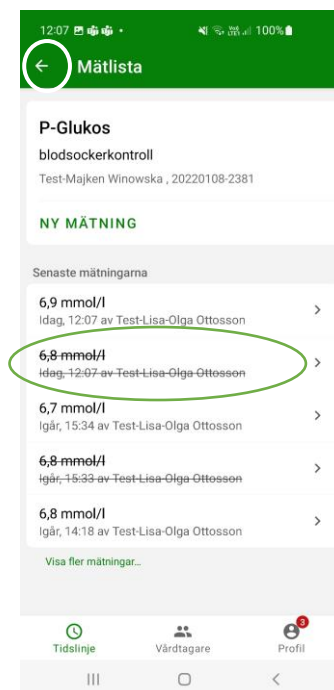 12:07 100%
Mätlista
P-Glukos
blodsockerkontroll
Test-Majken Winowska , 20220108-2381
NY MÄTNING
Senaste mätningarna
6,9 mmol/l
Idag, 12:07 av Test-Lisa-Olga Ottosson
6,8 mmol/l
Idag, 12:07 av Test-Lisa-Olga Ottosson
6,7 mmol/l
Igår, 15:34 av Test-Lisa-Olga Ottosson
6,8 mmol/l
Igår, 15:33 av Test-Lisa-Olga Ottosson
6,8 mmol/l
Igår, 14:18 av Test-Lisa-Olga Ottosson
Visa fler mätningar...
3
Tidslinje Vårdtagare Profil